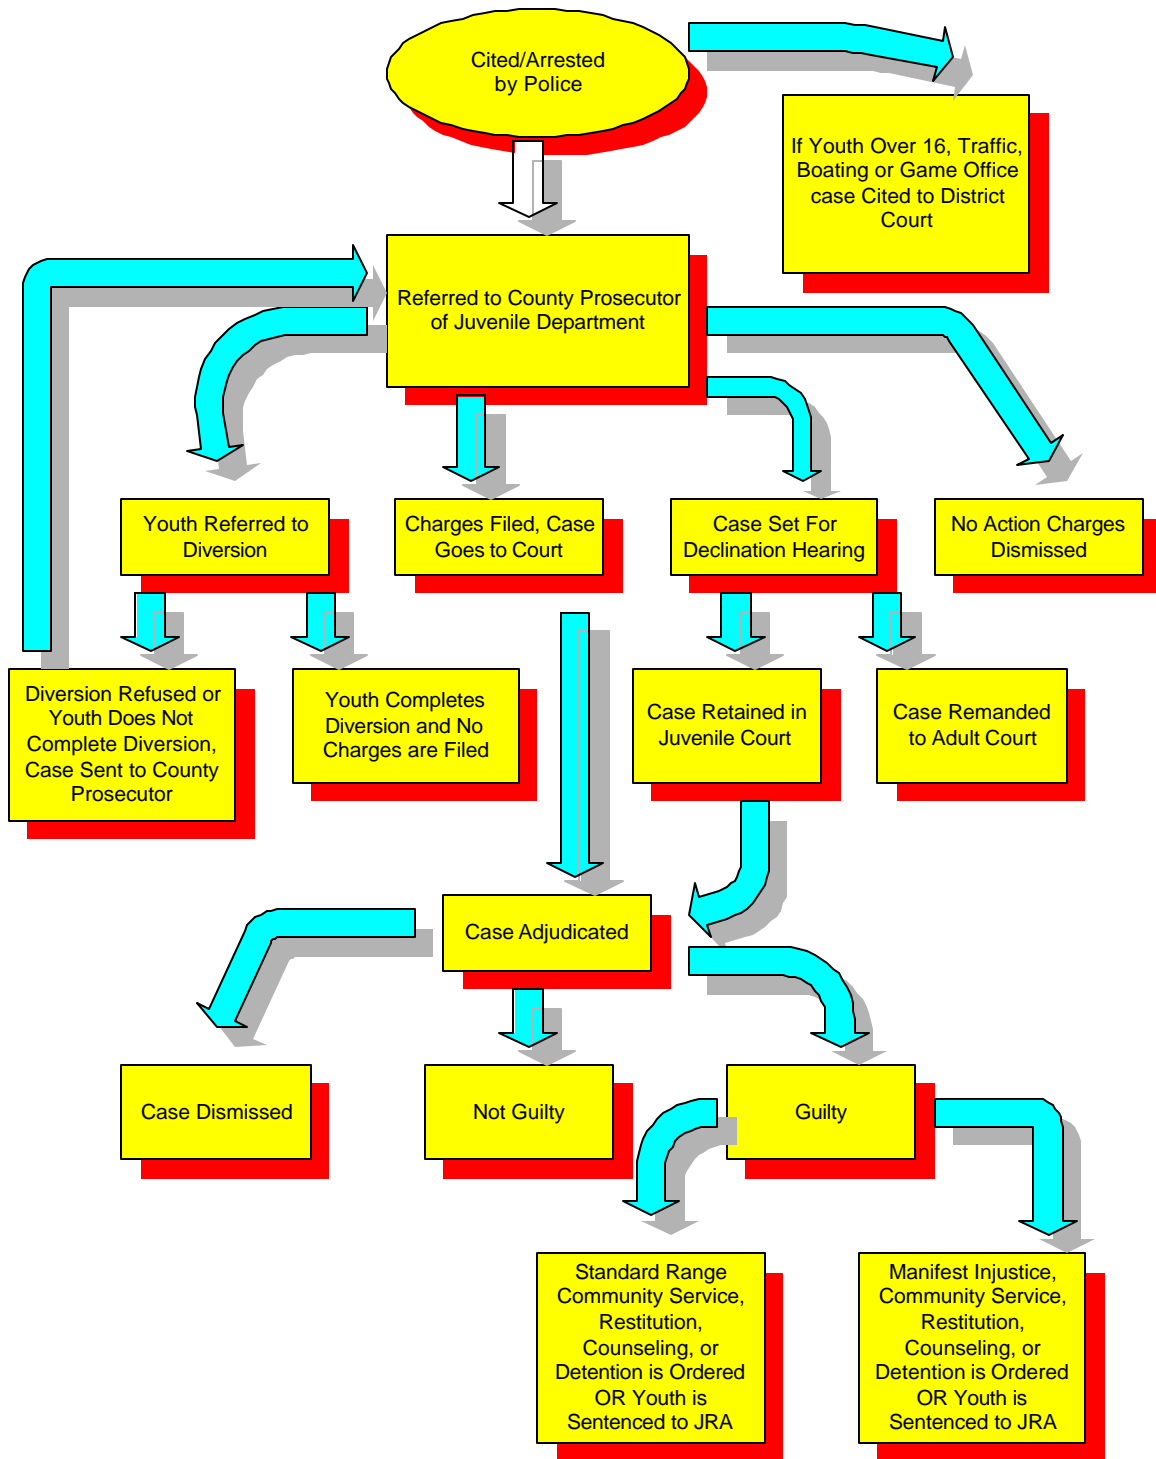 Cited/Arrested
by Police
If Youth Over 16, Traffic,
Boating or Game Office
case Cited to District
Court
Referred to County Prosecutor
of Juvenile Department
Youth Referred to
Diversion
Charges Filed, Case
Goes to Court
Case Set For
Declination Hearing
No Action Charges
Dismissed
Diversion Refused or
Youth Does Not
Complete Diversion,
Case Sent to County
Prosecutor
Youth Completes
Diversion and No
Charges are Filed
Case Retained in
Juvenile Court
Case Remanded
to Adult Court
Case Adjudicated
Case Dismissed
Not Guilty
Guilty
Standard Range
Community Service,
Restitution,
Counseling, or
Detention is Ordered
OR Youth is
Sentenced to JRA
Manifest Injustice,
Community Service,
Restitution,
Counseling, or
Detention is Ordered
OR Youth is
Sentenced to JRA